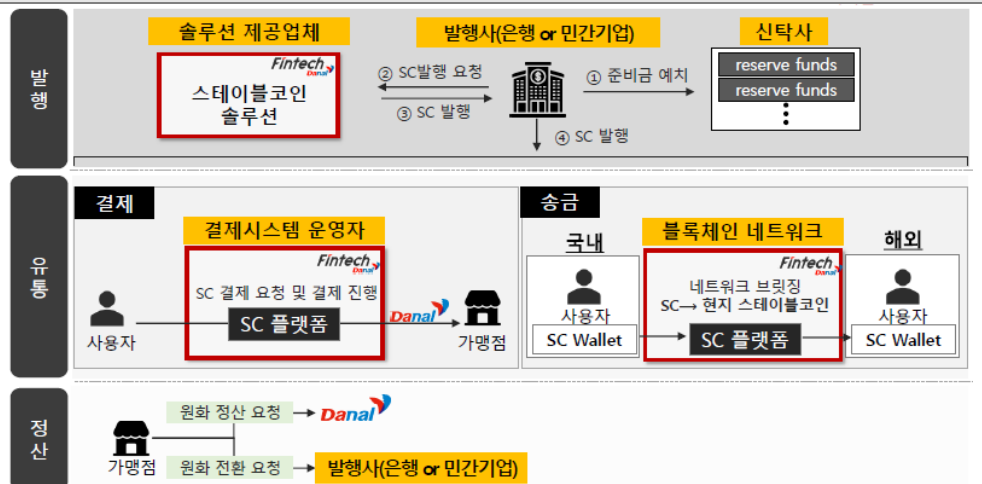 솔루션 제공업체
발행사(은행 or 민간기업)
신탁사
발행
Fintech
Danal
스테이블코인
솔루션
② SC발행 요청
③ SC 발행
① 준비금 예치
④ SC 발행
reserve funds
reserve funds
유통
결제
결제시스템 운영자
Fintech
Danal
SC 결제 요청 및 결제 진행
SC 플랫폼
사용자
Danal
가맹점
송금
국내
블록체인 네트워크
해외
Fintech
Danal
네트워크 브릿징
SC→ 현지 스테이블코인
사용자
SC Wallet
SC 플랫폼
사용자
SC Wallet
정산
가맹점
원화 정산 요청
Danal
원화 전환 요청
발행사(은행 or 민간기업)